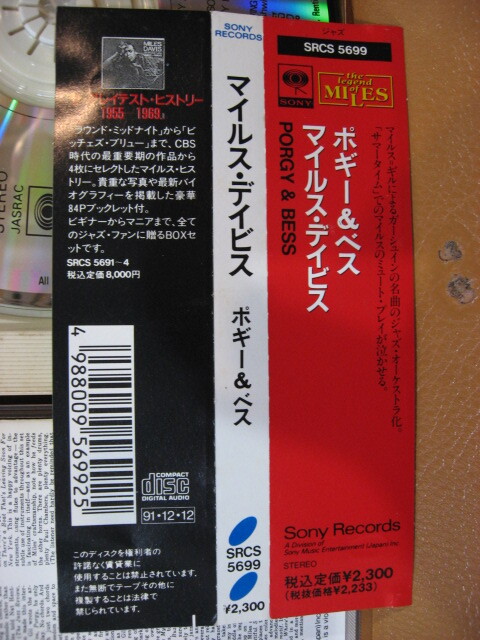 ジャズ
SRCS 5699
SONY
the legend of MILES
ポギー&ベス
マイルス・デイビス
PORGY & BESS
マイルス=ギルによるガーシュインの名曲のジャズ・オーケストラ化。
「サマータイム」でのマイルスのミュート・プレイが泣かせる。
Sony Records
A Division of
Sony Music Entertainment (Japan) Inc.
STEREO
税込定価¥2,300
(税抜価格¥2,233)
SONY
RECORDS
マイルス・デイビス
ポギー&ベス
SRCS
5699
¥2,300
MILES
DAVIS
レイテスト・ヒストリー
1955 — 1969』
ラウンド・ミッドナイト」から「ビ
ッチェズ・ブリュー」まで、CBS
時代の最重要期の作品から
4枚にセレクトしたマイルス・ヒ
ストリー。貴重な写真や最新バイ
オグラフィーを掲載した豪華
84Pブックレット付。
ビギナーからマニアまで、全て
のジャズ・ファンに贈るBOXセ
ットです。
SRCS 5691〜4
税込定価8,000円
4 988009 569925
COMPACT
disc
DIGITAL AUDIO
91・12・12
このディスクを権利者の
許諾なく賃貸業に
使用することは禁止されています。
また無断でテープその他に
複製することは法律で
禁じられています。
STEREO
JASRAC
All